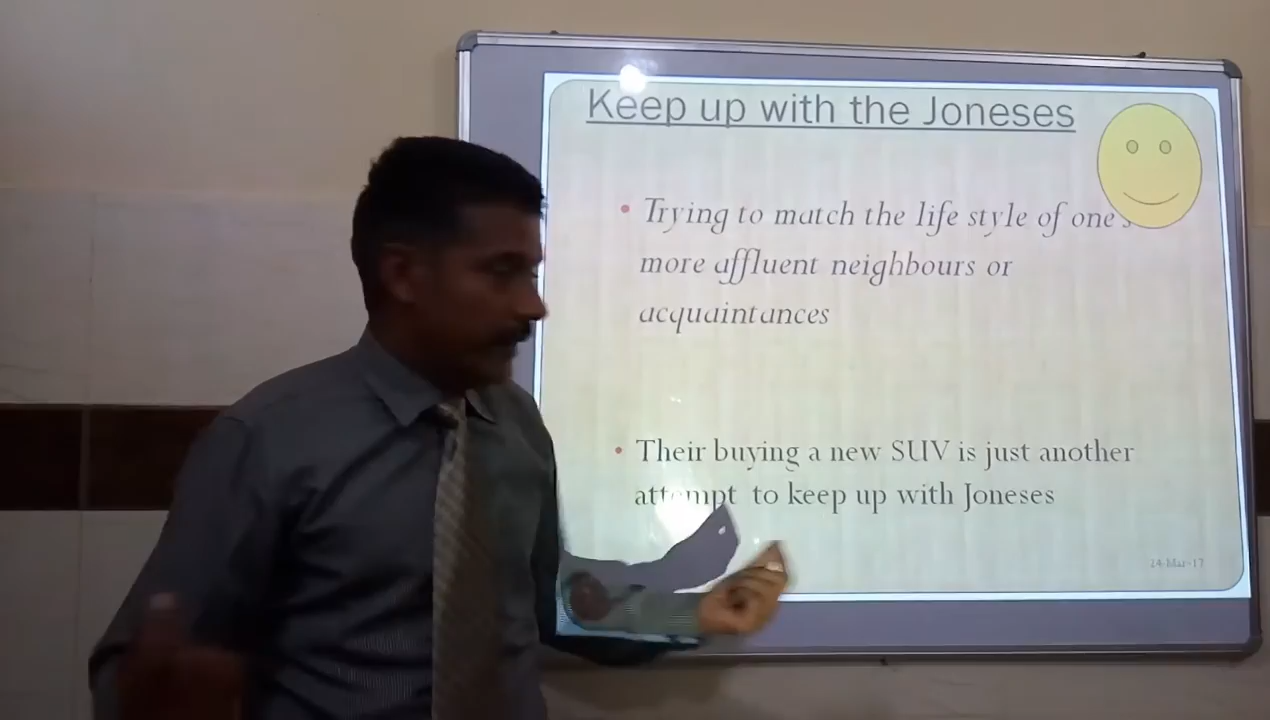 Keep up with the Joneses
• Trying to match the life style of one's
more affluent neighbours or
acquaintances
• Their buying a new SUV is just another
attempt to keep up with Joneses
24-Mar-17